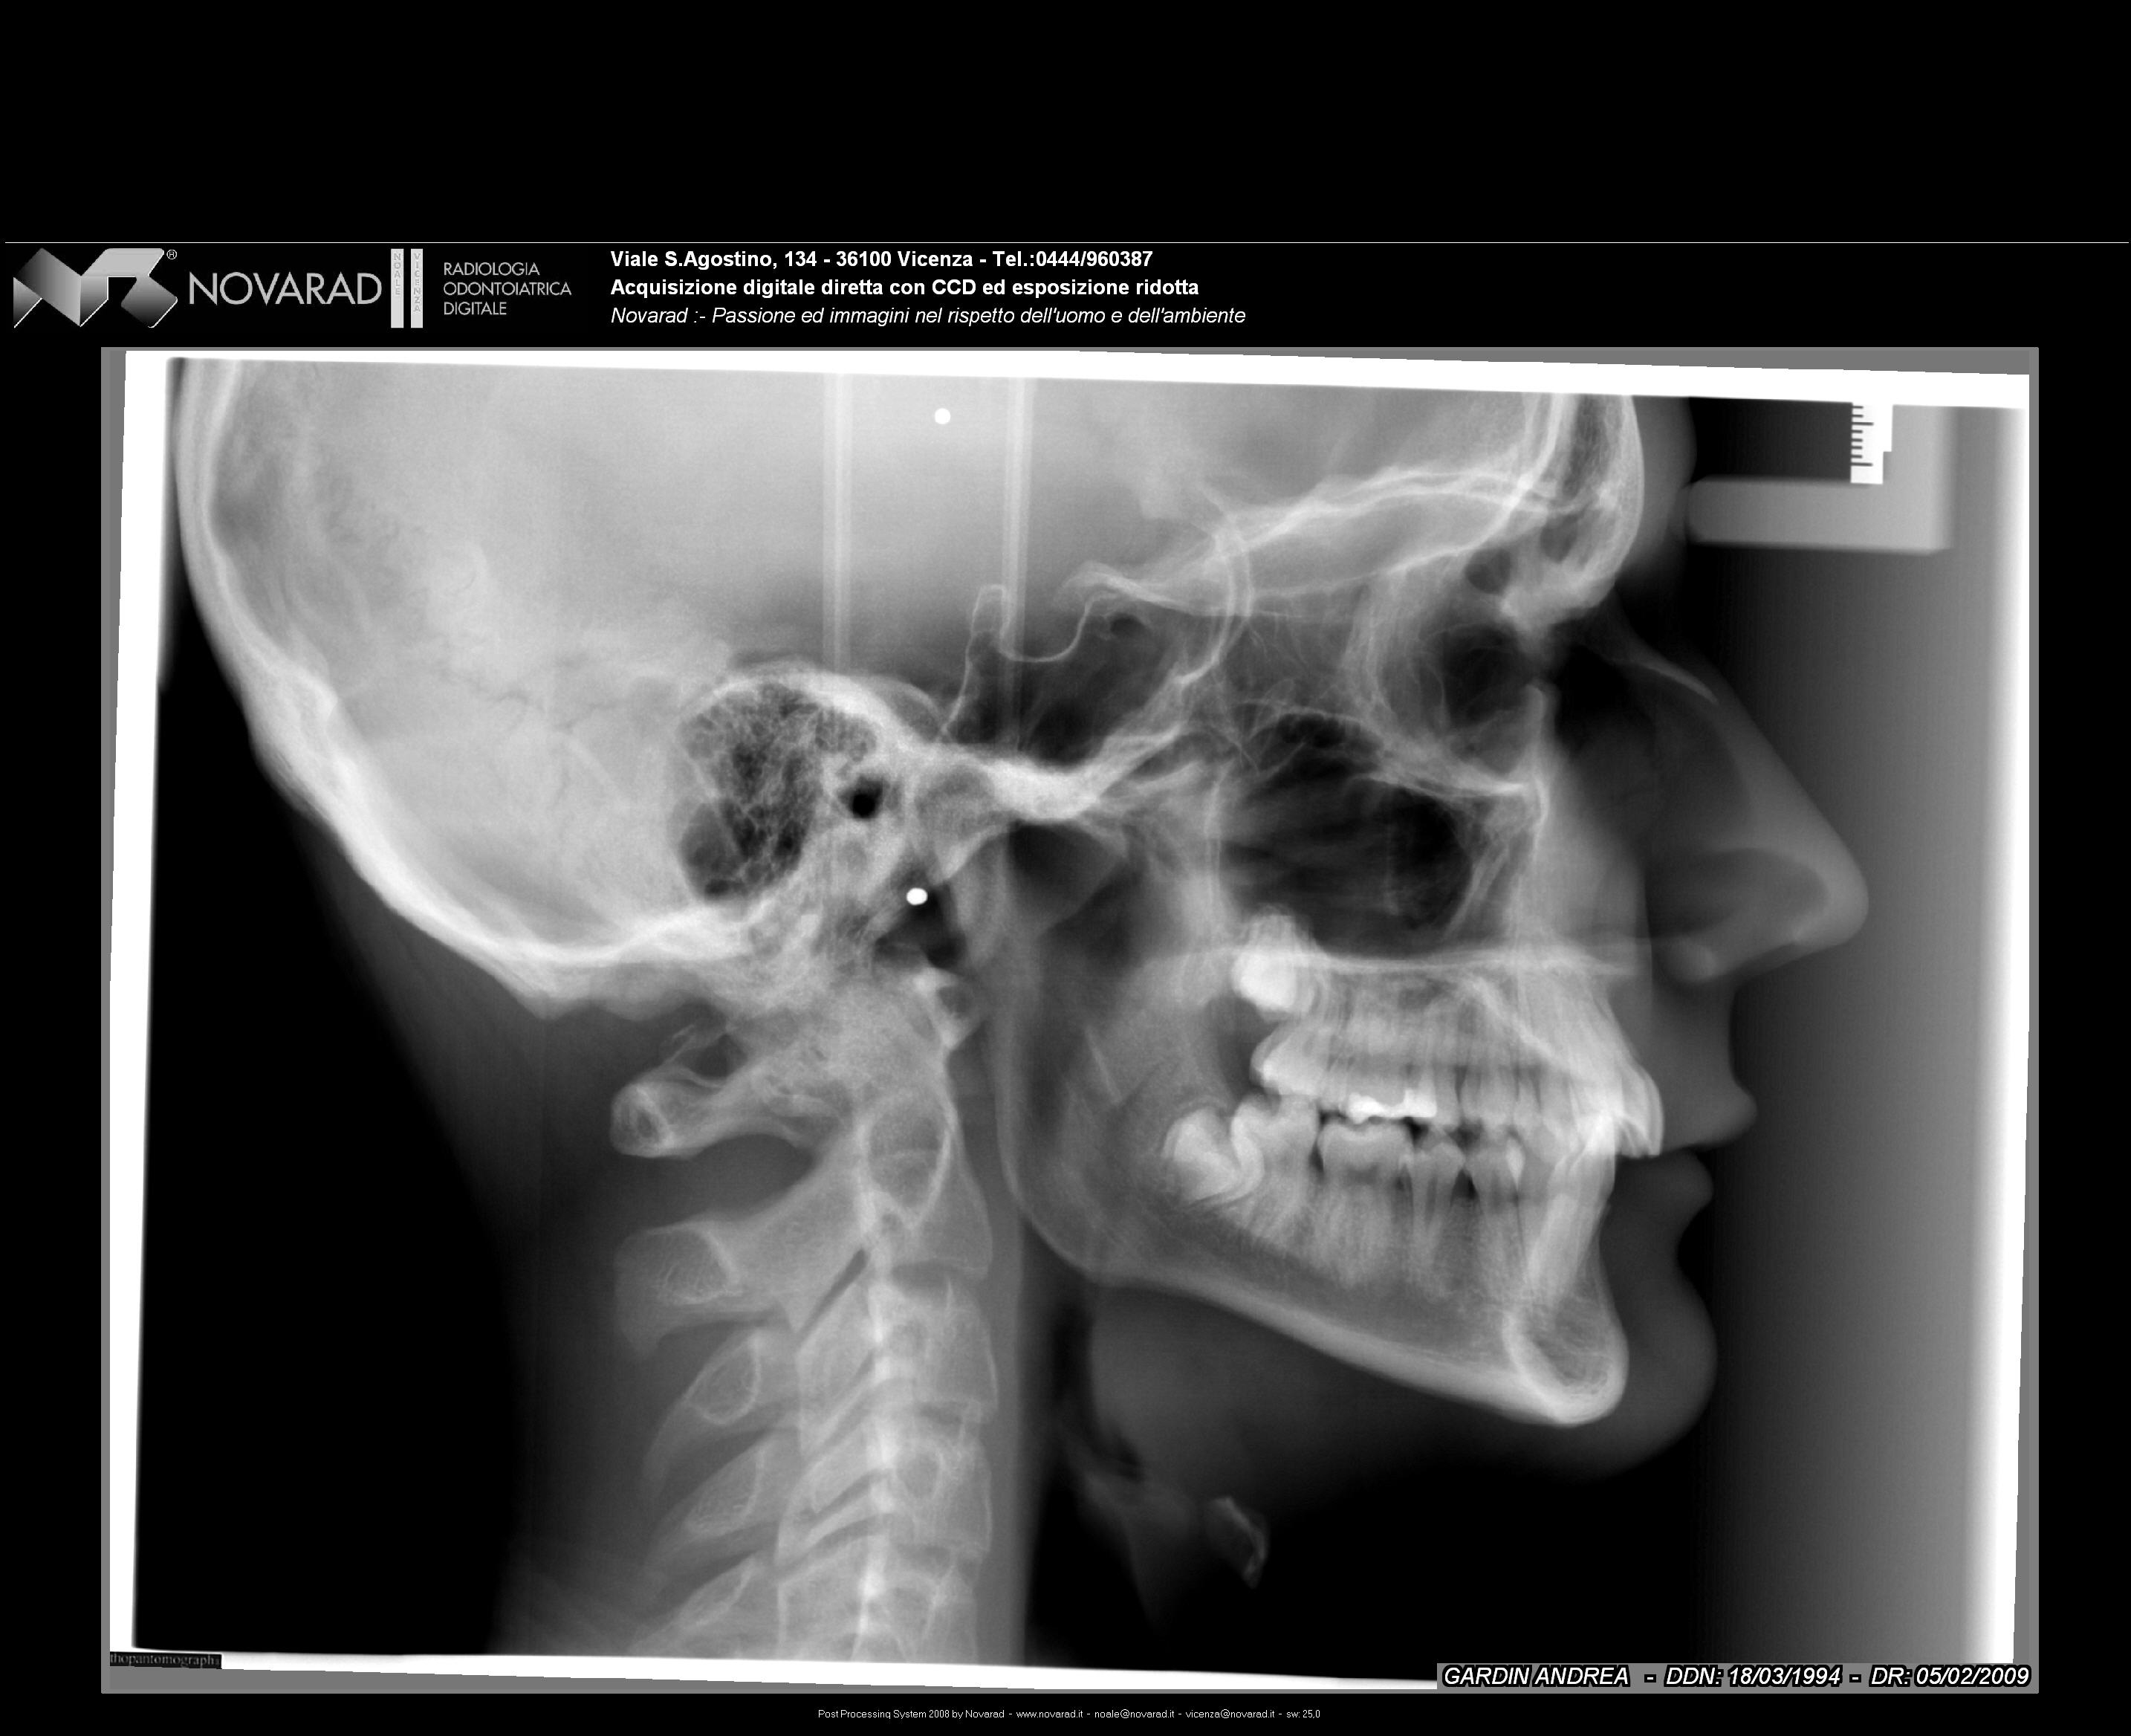 NOVARAD
NOALE
VICENZA
RADIOLOGIA
ODONTOIATRICA
DIGITALE
Viale S.Agostino, 134 - 36100 Vicenza - Tel.:0444/960387
Acquisizione digitale diretta con CCD ed esposizione ridotta
Novarad :- Passione ed immagini nel rispetto dell'uomo e dell'ambiente
thopantomograph
GARDIN ANDREA - DDN: 18/03/1994 - DR: 05/02/2009
Post Processing System 2008 by Novarad - www.novarad.it - noale@novarad.it - vicenza@novarad.it - sw: 25,0